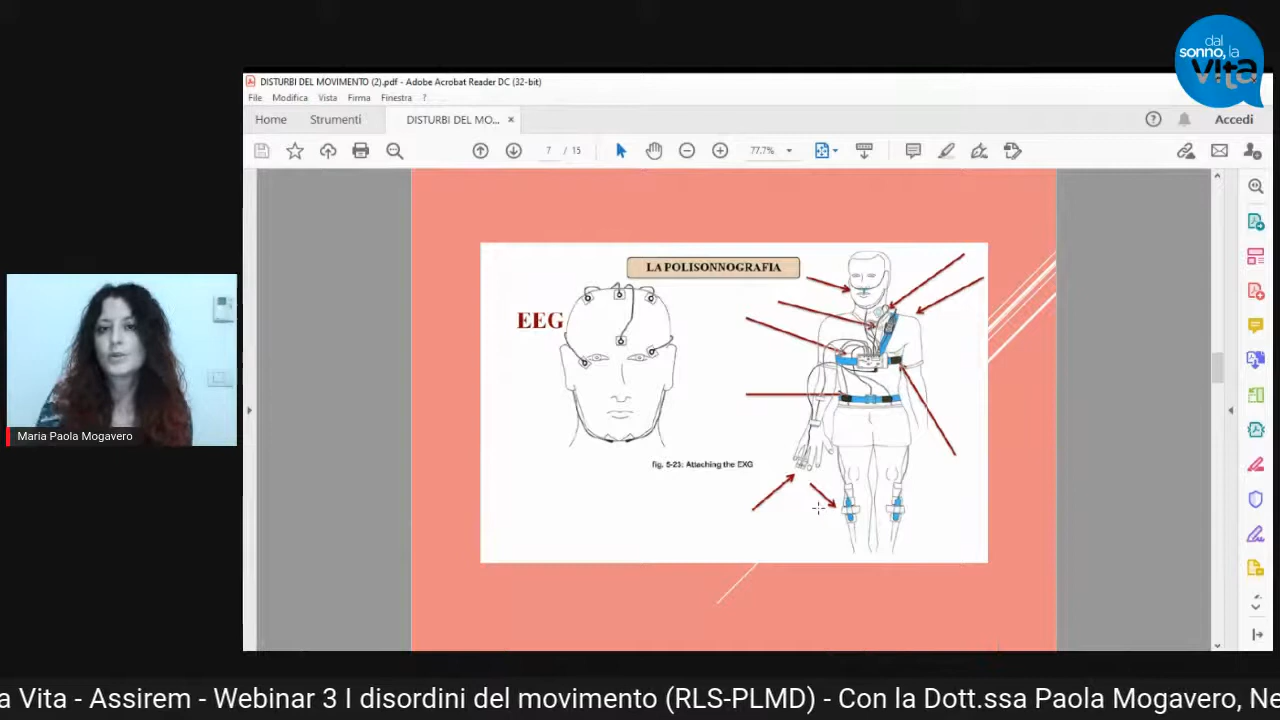 dal
sonno, la
vita
DISTURBI DEL MOVIMENTO (2).pdf - Adobe Acrobat Reader DC (32-bit)
File Modifica Vista Firma Finestra ?
Home Strumenti DISTURBI DEL MO... × Accedi
7 / 15 77.7%
LA POLISONNOGRAFIA
EEG
fig. 5-23: Attaching the EXG
Maria Paola Mogavero
a Vita - Assirem - Webinar 3 I disordini del movimento (RLS-PLMD) - Con la Dott.ssa Paola Mogavero, Ne